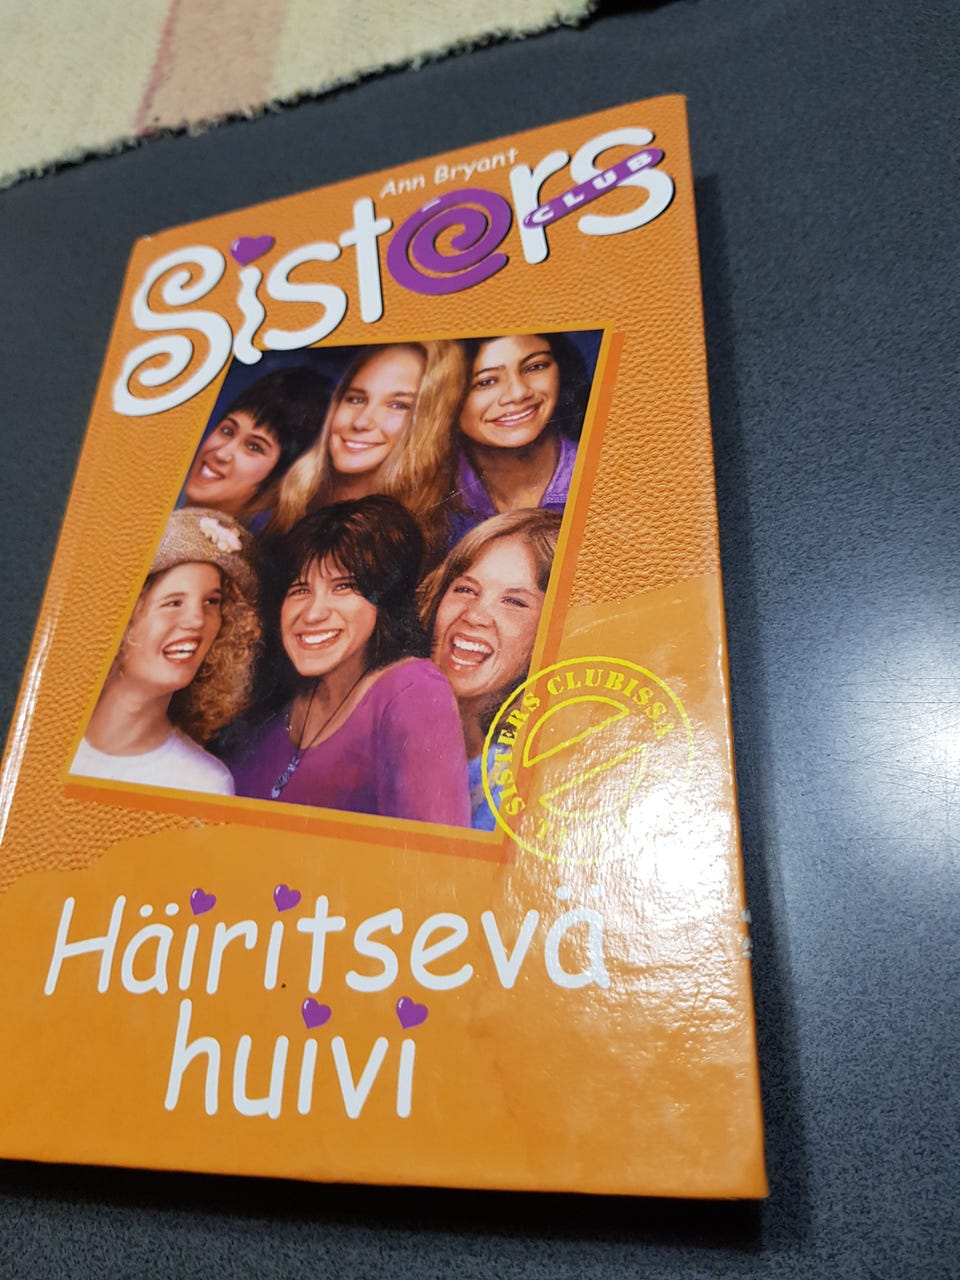 Ann Bryant
Sisters
CLUB
SISTERS CLUBISSA
Häiritsevä
huivi